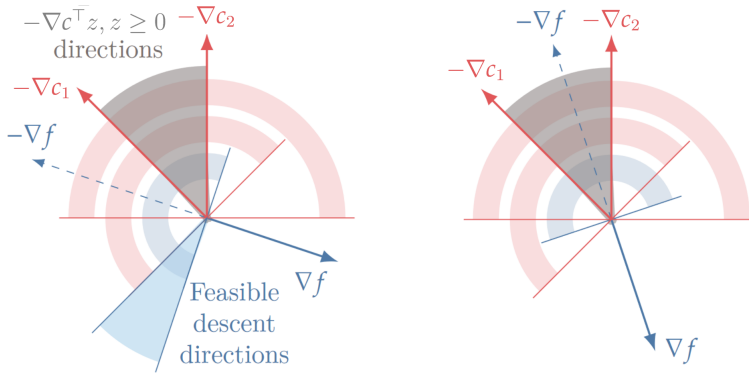 −∇c⊤z, z ≥ 0
directions
−∇c₂
−∇c₁
−∇f
∇f
Feasible
descent
directions
−∇f
−∇c₂
−∇c₁
∇f